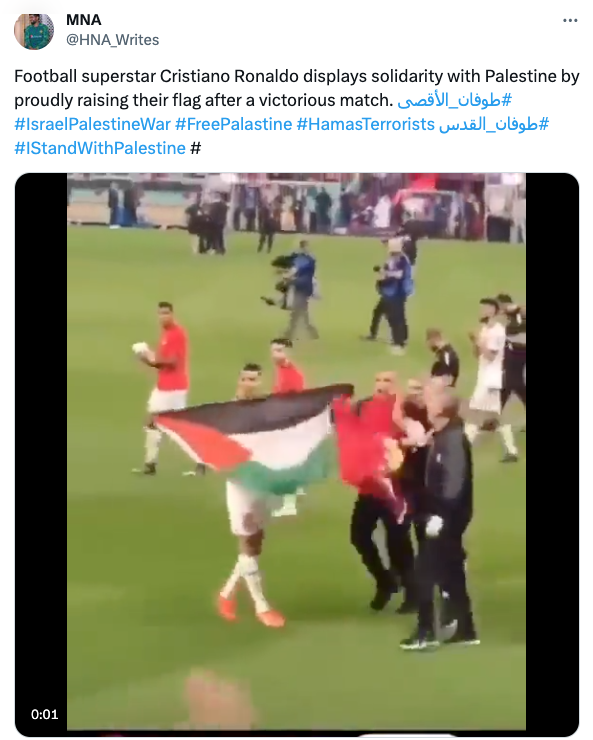 MNA
@HNA_Writes
Football superstar Cristiano Ronaldo displays solidarity with Palestine by
proudly raising their flag after a victorious match. #طوفان_الأقصى
#IsraelPalestineWar #FreePalastine #HamasTerrorists #طوفان_القدس
#IStandWithPalestine #
0:01